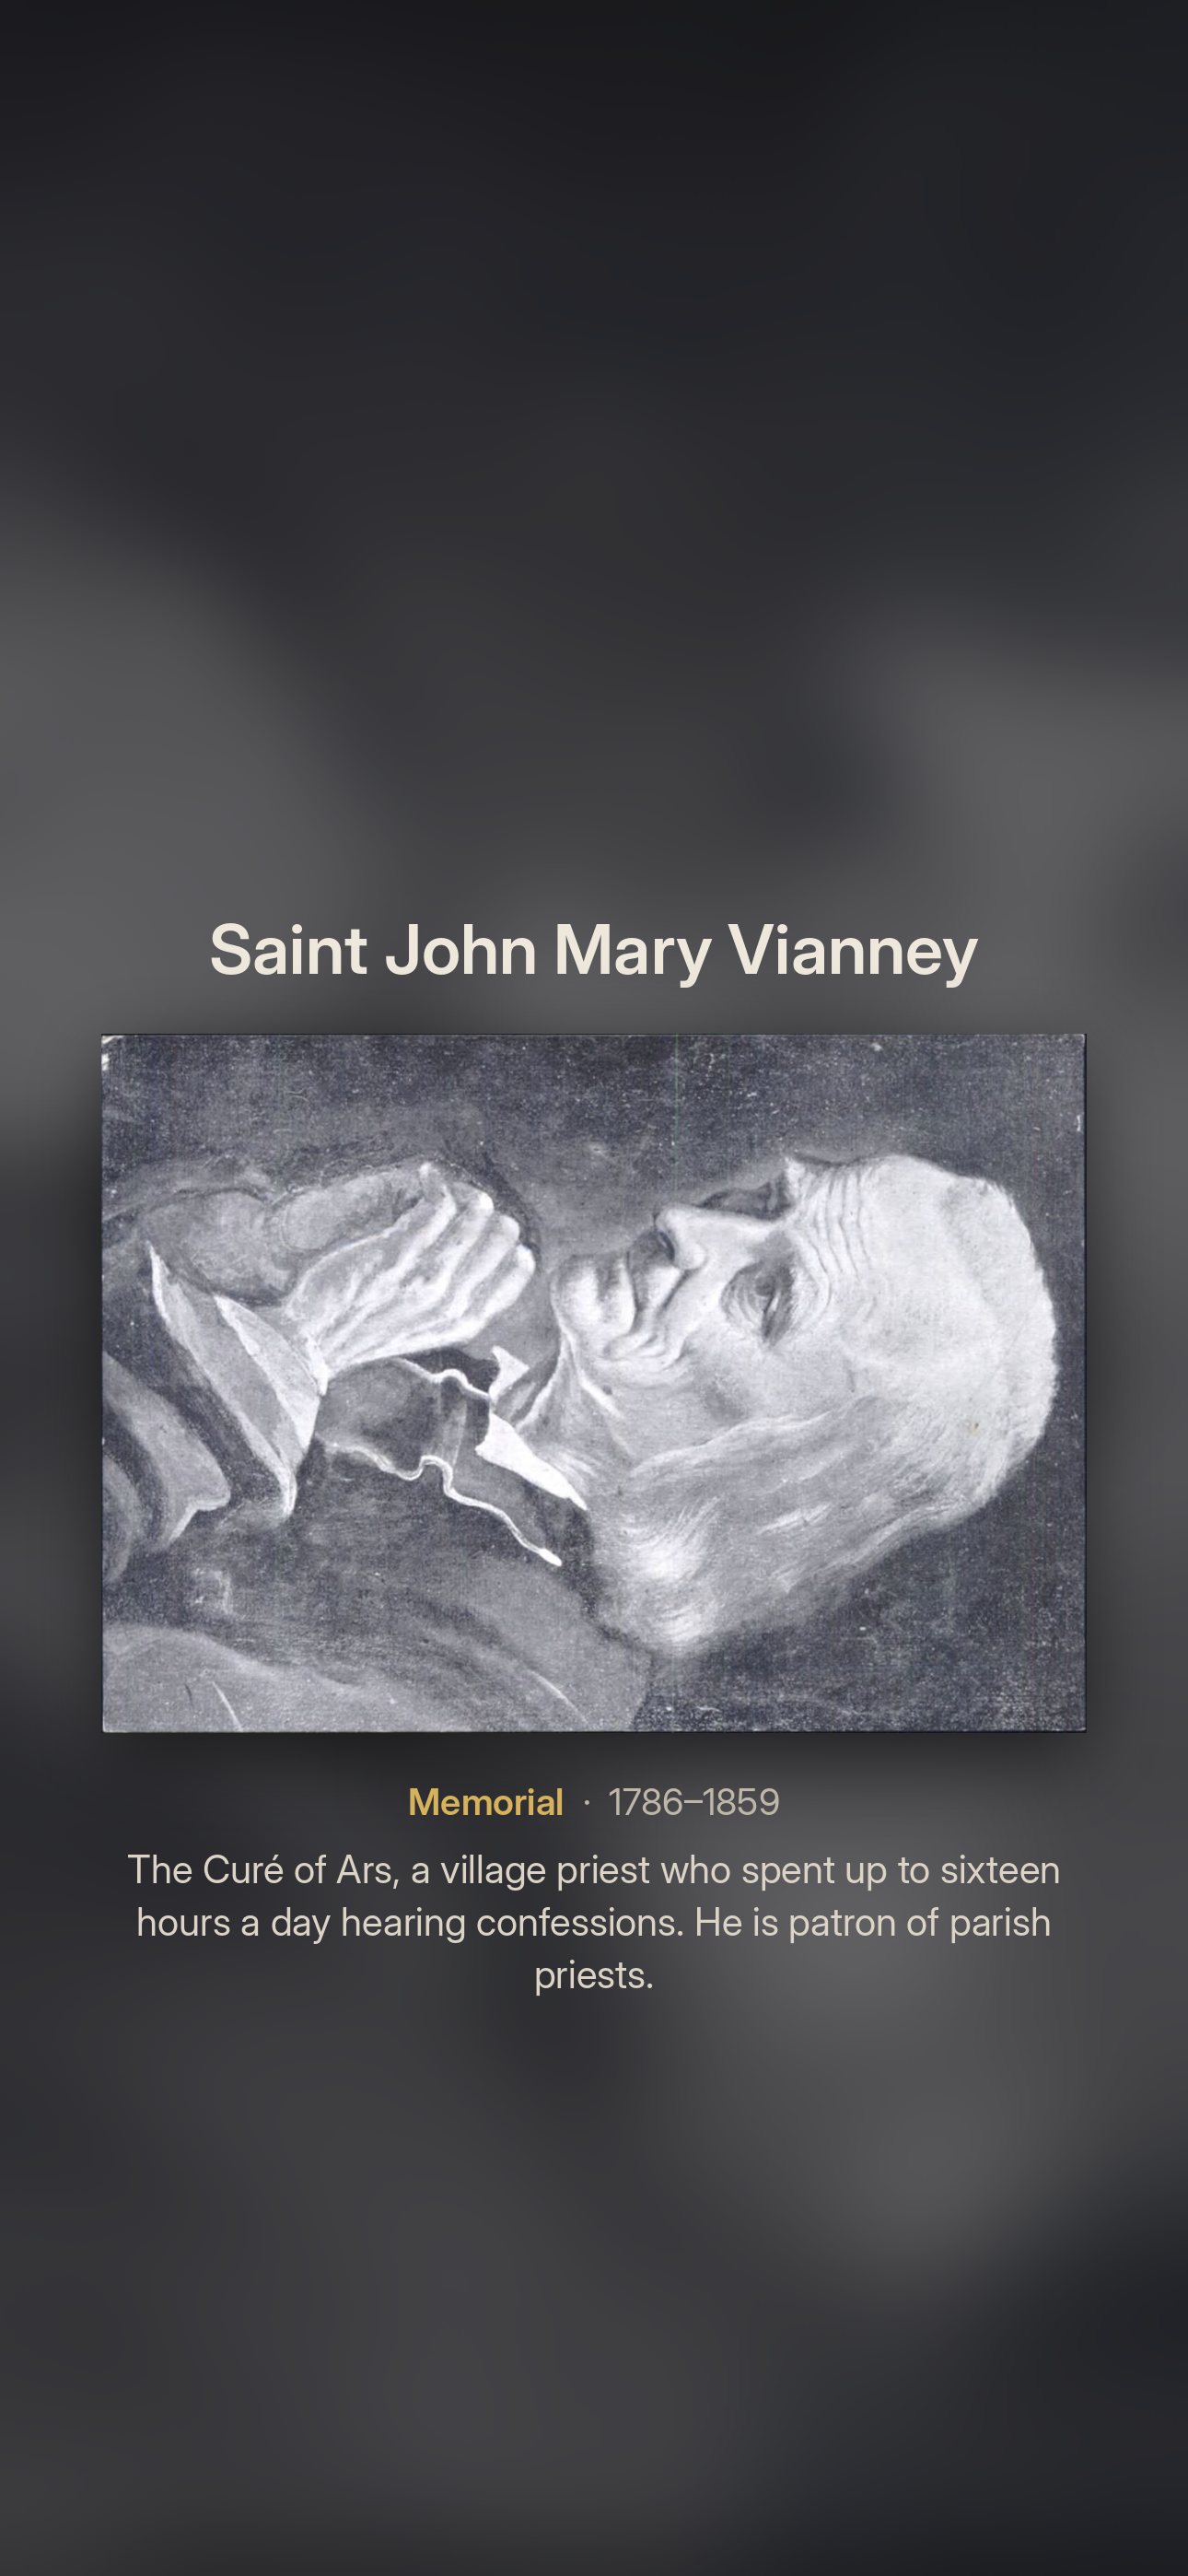 Saint John Mary Vianney
Memorial · 1786–1859
The Curé of Ars, a village priest who spent up to sixteen
hours a day hearing confessions. He is patron of parish
priests.